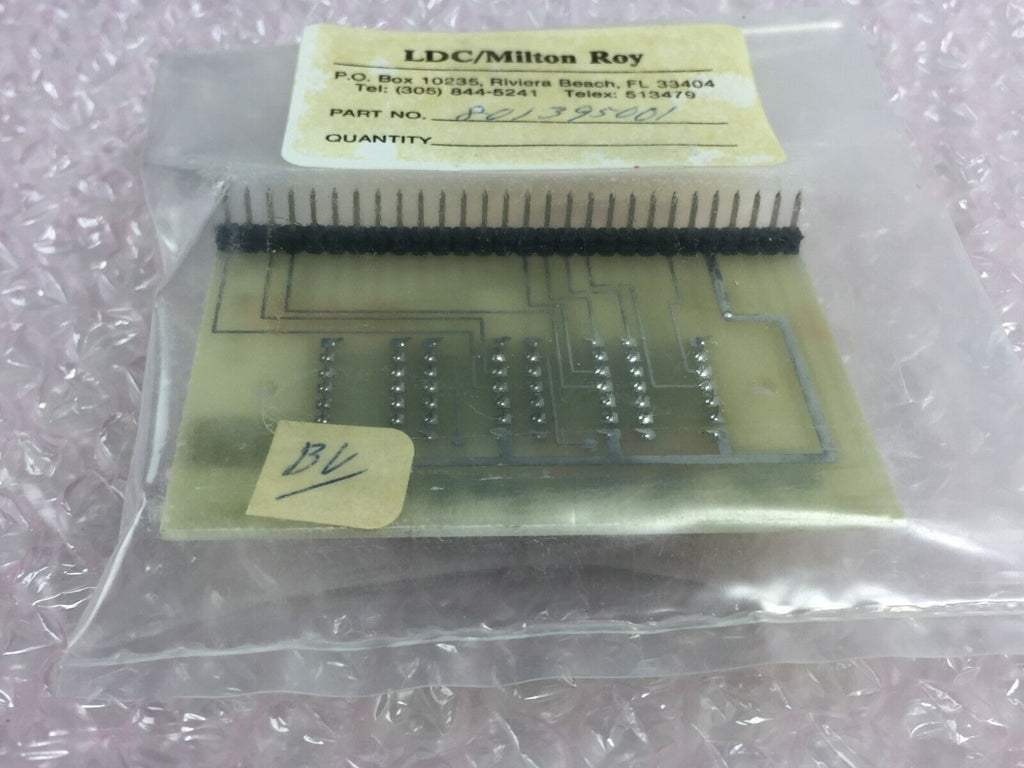 LDC/Milton Roy
P.O. Box 10235, Riviera Beach, FL 33404
Tel: (305) 844-5241 Telex: 513479
PART NO. 801395001
QUANTITY
BV